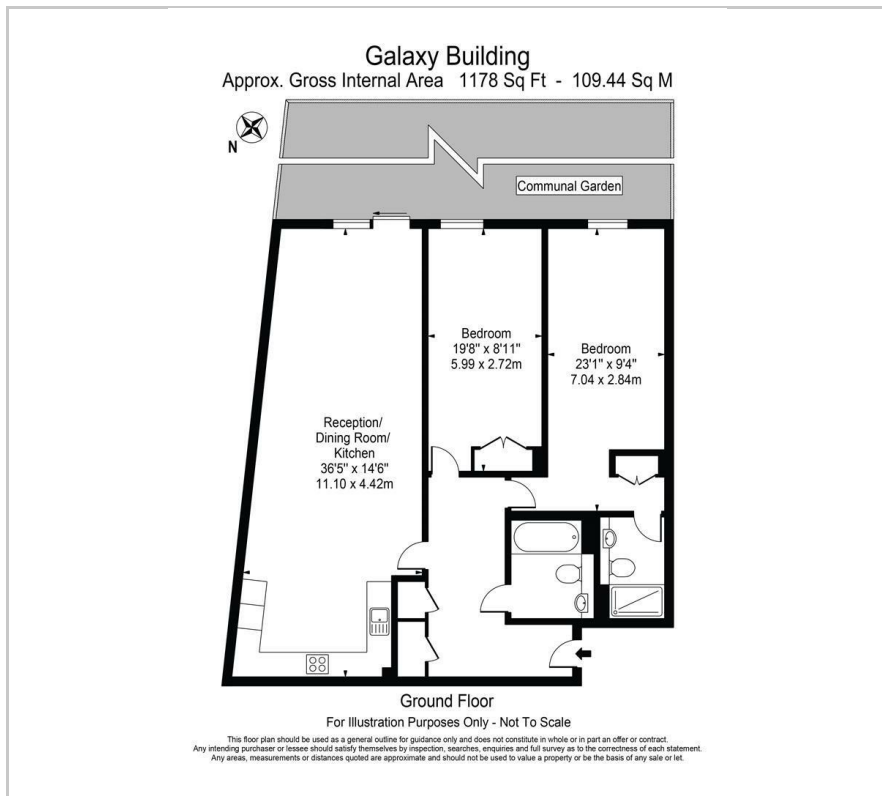 Galaxy Building
Approx. Gross Internal Area 1178 Sq Ft - 109.44 Sq M
N
Communal Garden
Bedroom
19'8" x 8'11"
5.99 x 2.72m
Bedroom
23'1" x 9'4"
7.04 x 2.84m
Reception/
Dining Room/
Kitchen
36'5" x 14'6"
11.10 x 4.42m
Ground Floor
For Illustration Purposes Only - Not To Scale
This floor plan should be used as a general outline for guidance only and does not constitute in whole or in part an offer or contract.
Any intending purchaser or lessee should satisfy themselves by inspection, searches, enquiries and full survey as to the correctness of each statement.
Any areas, measurements or distances quoted are approximate and should not be used to value a property or be the basis of any sale or let.